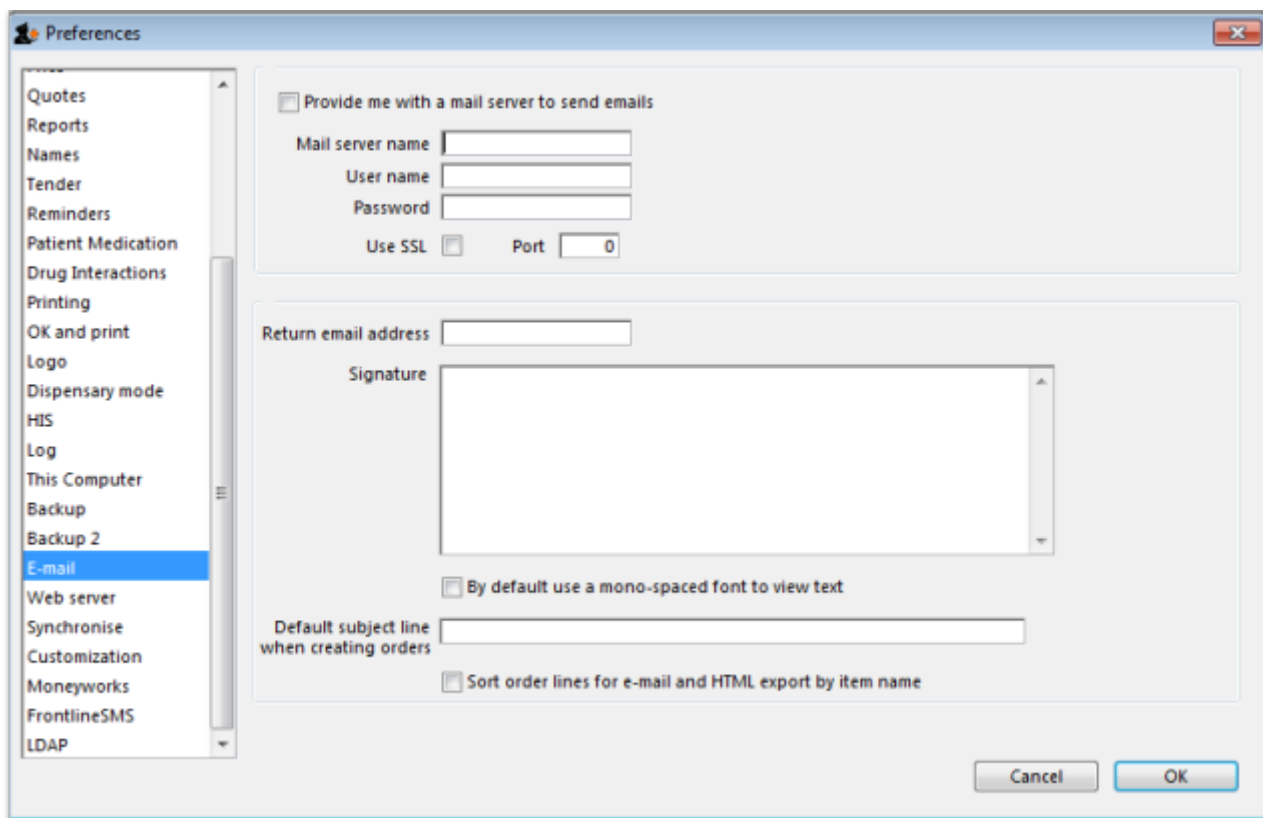 Preferences
Quotes
Reports
Names
Tender
Reminders
Patient Medication
Drug Interactions
Printing
OK and print
Logo
Dispensary mode
HIS
Log
This Computer
Backup
Backup 2
E-mail
Web server
Synchronise
Customization
Moneyworks
FrontlineSMS
LDAP
Provide me with a mail server to send emails
Mail server name
User name
Password
Use SSL Port 0
Return email address
Signature
By default use a mono-spaced font to view text
Default subject line
when creating orders
Sort order lines for e-mail and HTML export by item name
Cancel OK